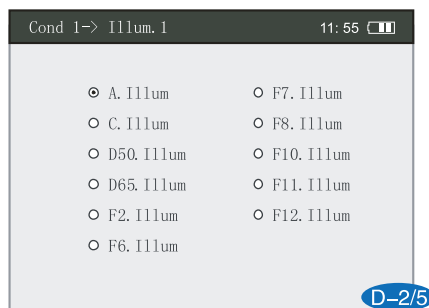 Cond 1-> Illum.1 11:55
A.Illum
C.Illum
D50.Illum
D65.Illum
F2.Illum
F6.Illum
F7.Illum
F8.Illum
F10.Illum
F11.Illum
F12.Illum
D-2/5